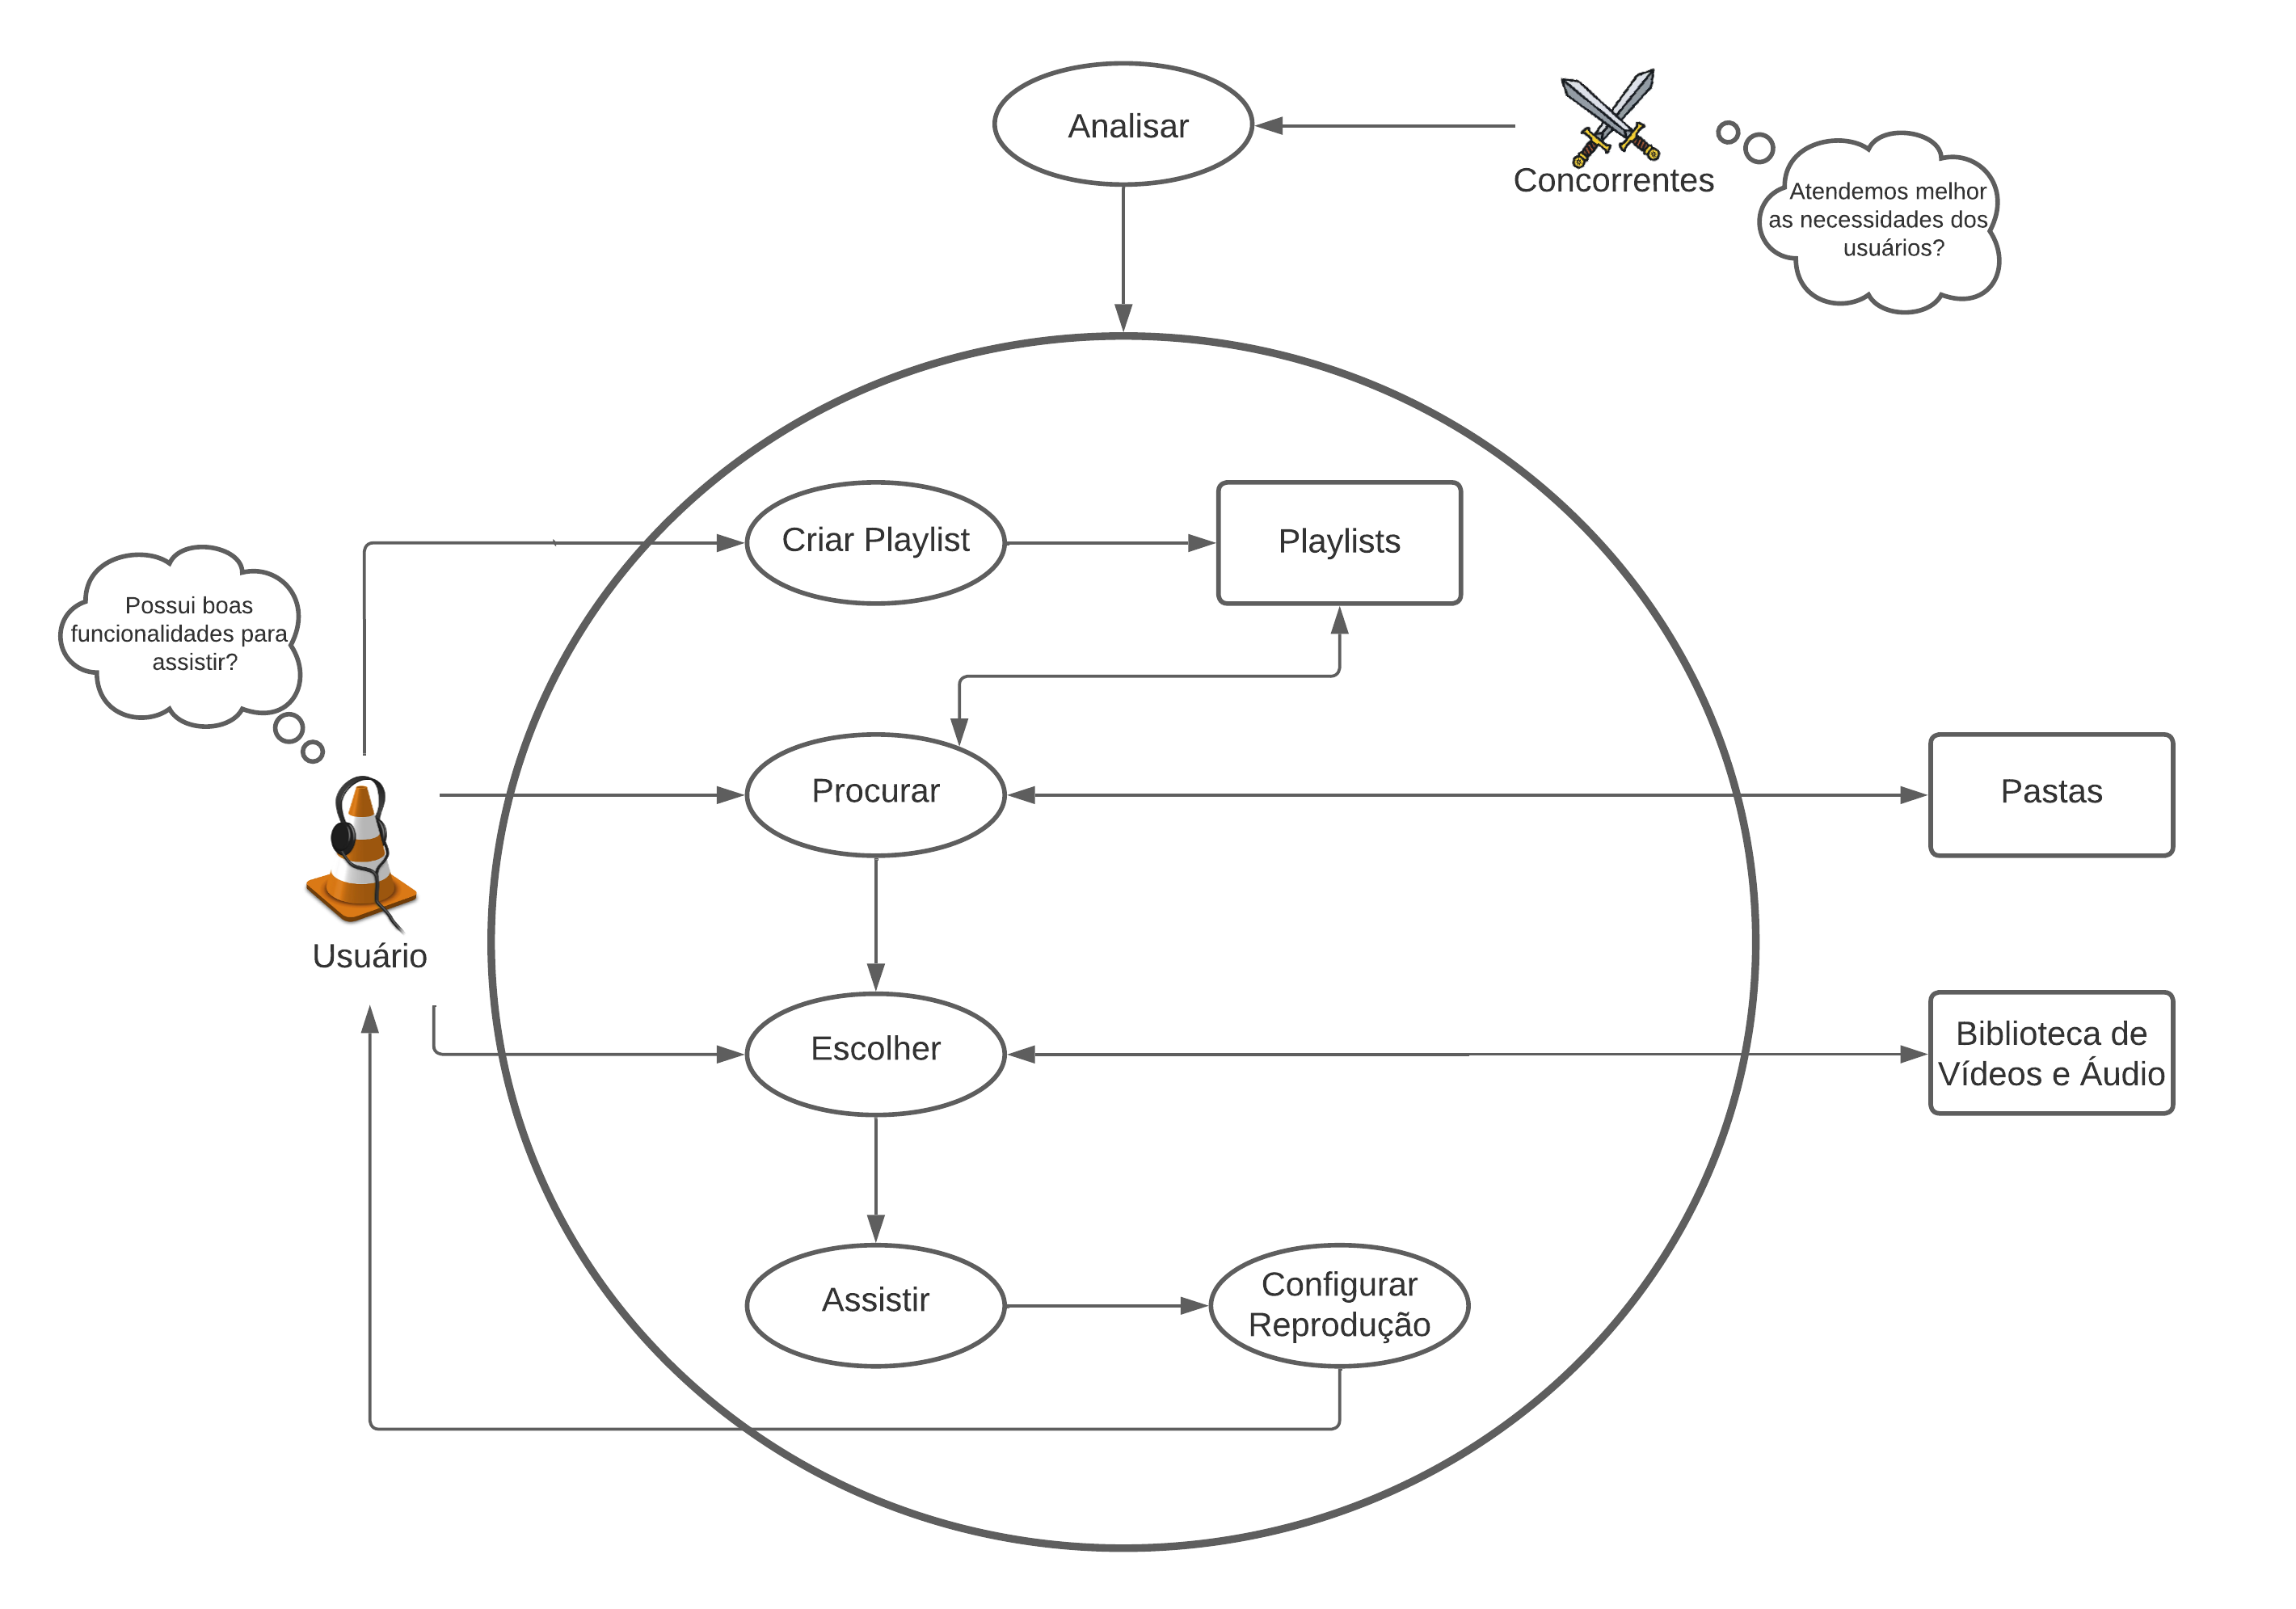 Analisar
Concorrentes
Atendemos melhor
as necessidades dos
usuários?
Criar Playlist
Playlists
Possui boas
funcionalidades para
assistir?
Procurar
Pastas
Usuário
Escolher
Biblioteca de
Vídeos e Áudio
Assistir
Configurar
Reprodução